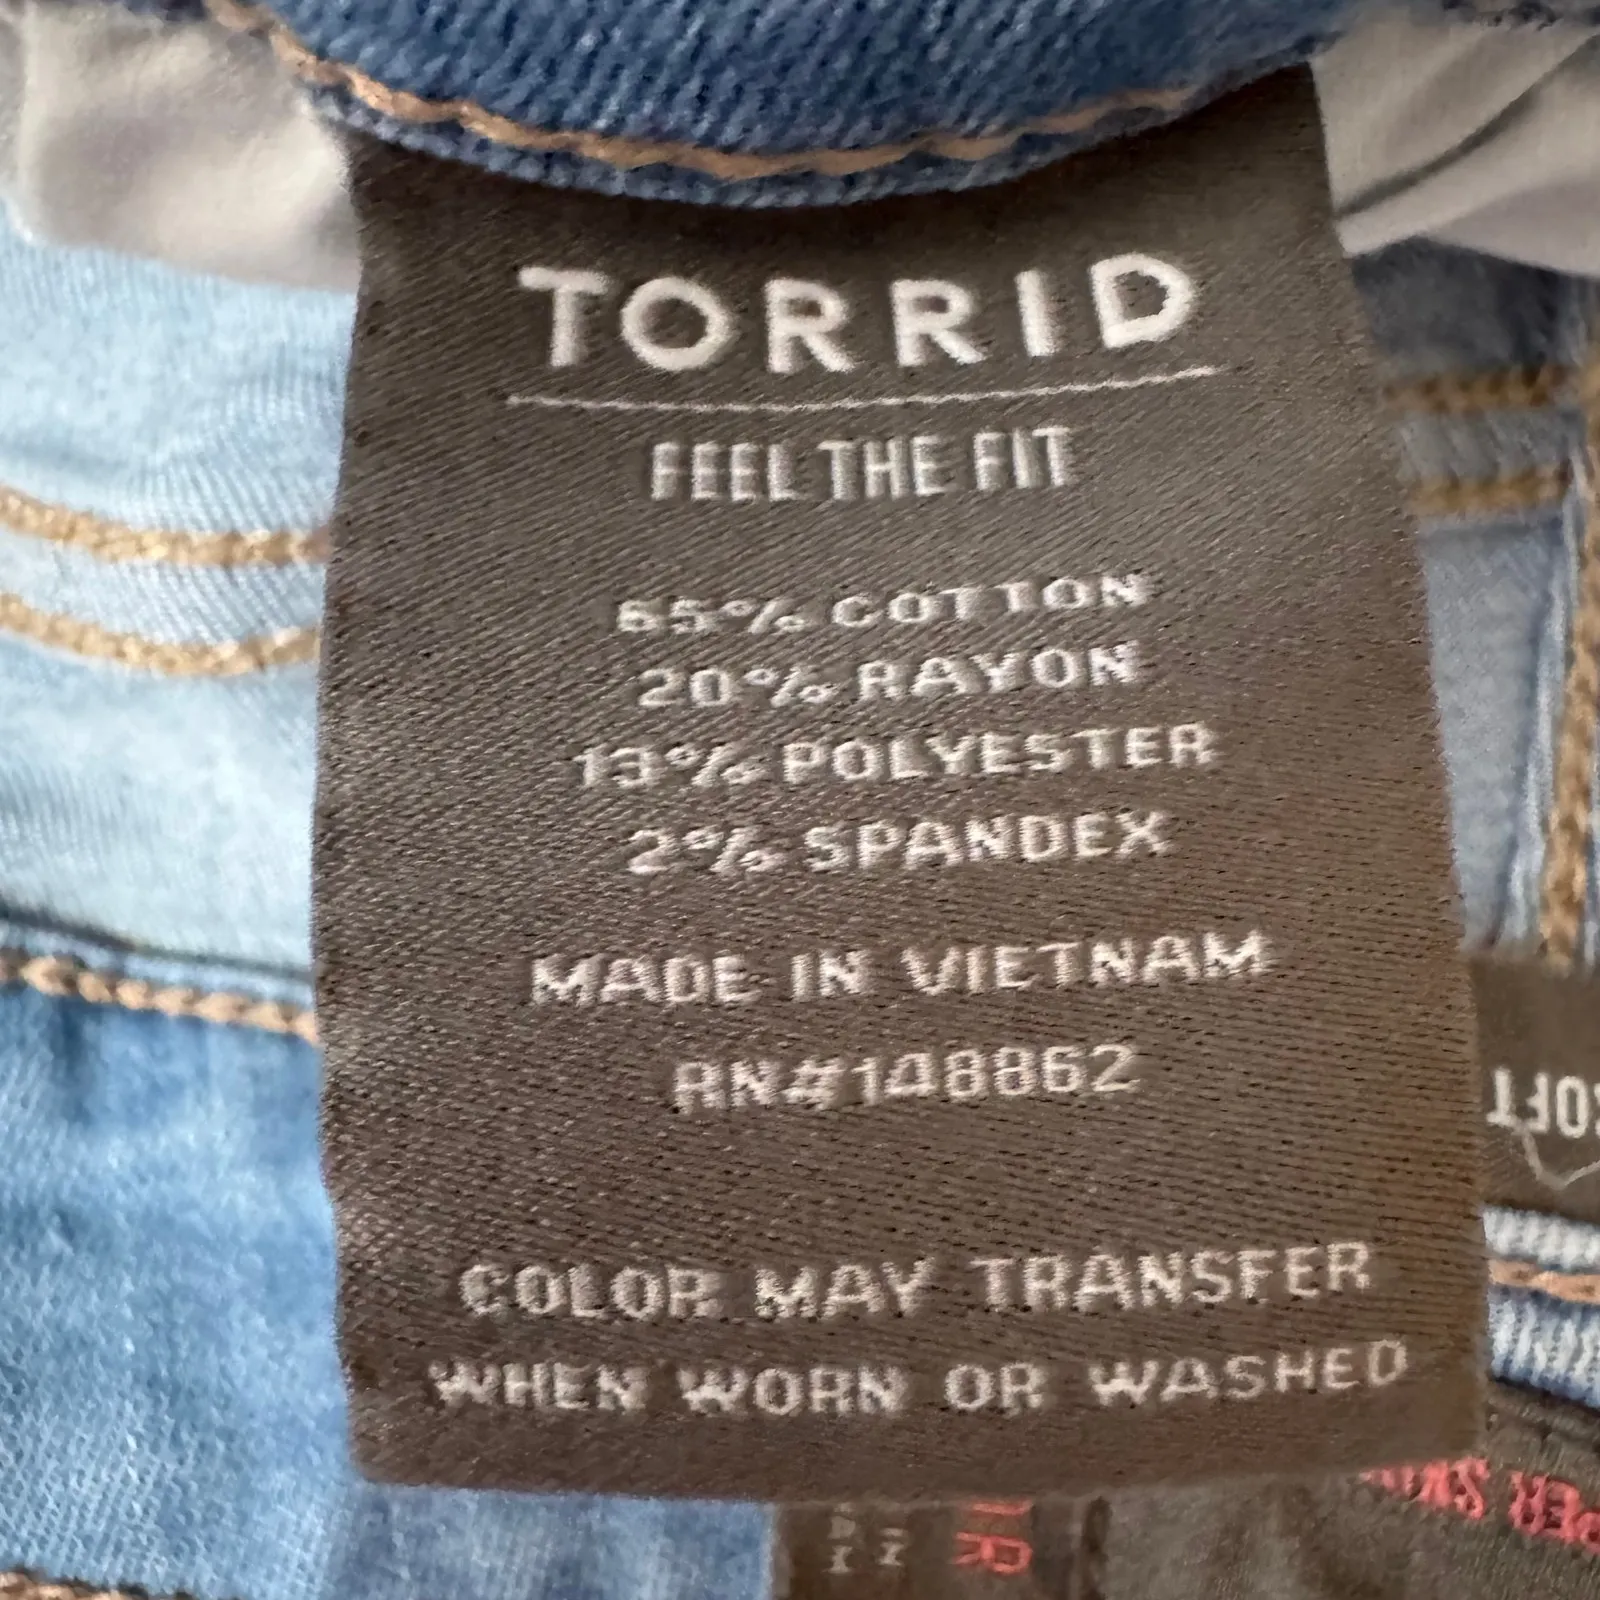 TORRID
FEEL THE FIT
65% COTTON
20% RAYON
13% POLYESTER
2% SPANDEX
MADE IN VIETNAM
RN#148862
COLOR MAY TRANSFER
WHEN WORN OR WASHED